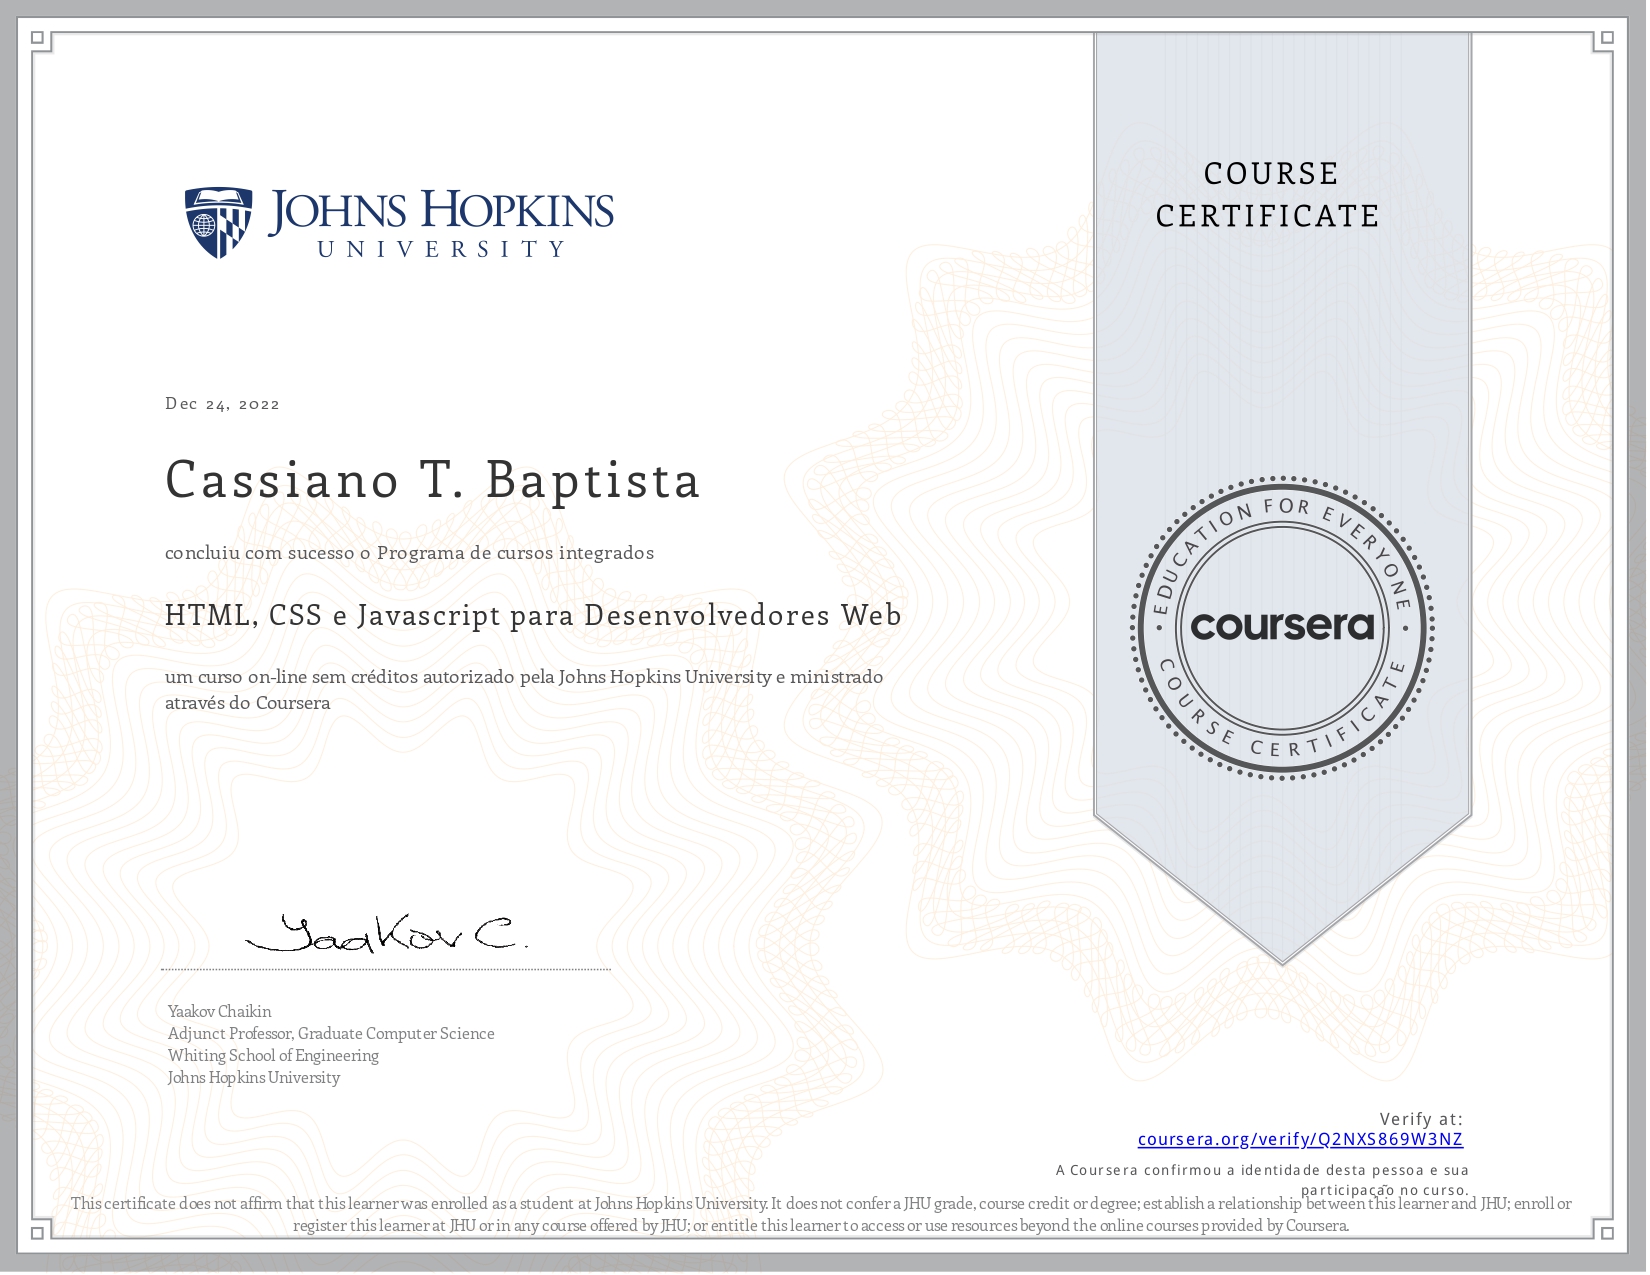 JOHNS HOPKINS
UNIVERSITY
COURSE
CERTIFICATE
Dec 24, 2022
Cassiano T. Baptista
concluiu com sucesso o Programa de cursos integrados
HTML, CSS e Javascript para Desenvolvedores Web
um curso on-line sem créditos autorizado pela Johns Hopkins University e ministrado
através do Coursera
EDUCATION FOR EVERYONE
coursera
COURSE CERTIFICATE
Yaakov C.
Yaakov Chaikin
Adjunct Professor, Graduate Computer Science
Whiting School of Engineering
Johns Hopkins University
Verify at:
coursera.org/verify/Q2NXS869W3NZ
A Coursera confirmou a identidade desta pessoa e sua
participação no curso.
This certificate does not affirm that this learner was enrolled as a student at Johns Hopkins University. It does not confer a JHU grade, course credit or degree; establish a relationship between this learner and JHU; enroll or
register this learner at JHU or in any course offered by JHU; or entitle this learner to access or use resources beyond the online courses provided by Coursera.